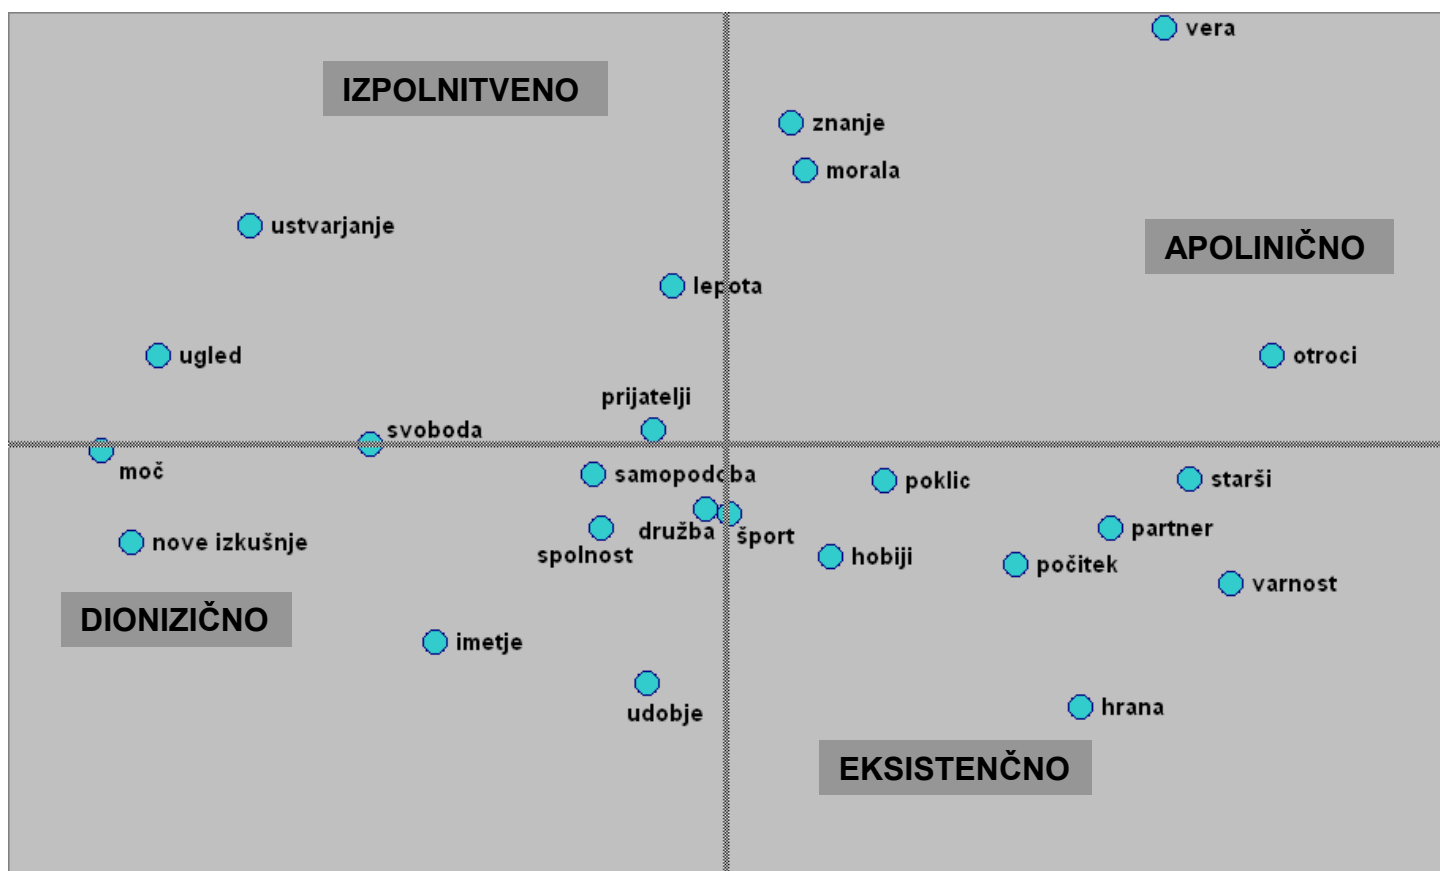 vera
IZPOLNITVENO
znanje
morala
ustvarjanje
APOLINIČNO
lepota
ugled
otroci
prijatelji
svoboda
moč
samopodoba
poklic
starši
družba
šport
partner
nove izkušnje
spolnost
hobiji
počitek
varnost
DIONIZIČNO
imetje
udobje
hrana
EKSISTENČNO